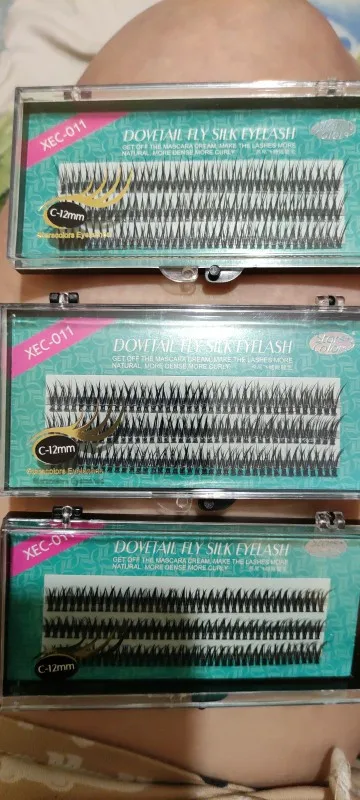 XEC-011
DOVETAIL FLY SILK EYELASH
GET OFF THE MASCARA DREAM, MAKE THE LASHES MORE
NATURAL, MORE DENSE MORE CURLY
C-12mm
XEC-011
DOVETAIL FLY SILK EYELASH
GET OFF THE MASCARA DREAM, MAKE THE LASHES MORE
NATURAL, MORE DENSE MORE CURLY
C-12mm
XEC-011
DOVETAIL FLY SILK EYELASH
GET OFF THE MASCARA DREAM, MAKE THE LASHES MORE
NATURAL, MORE DENSE MORE CURLY
C-12mm